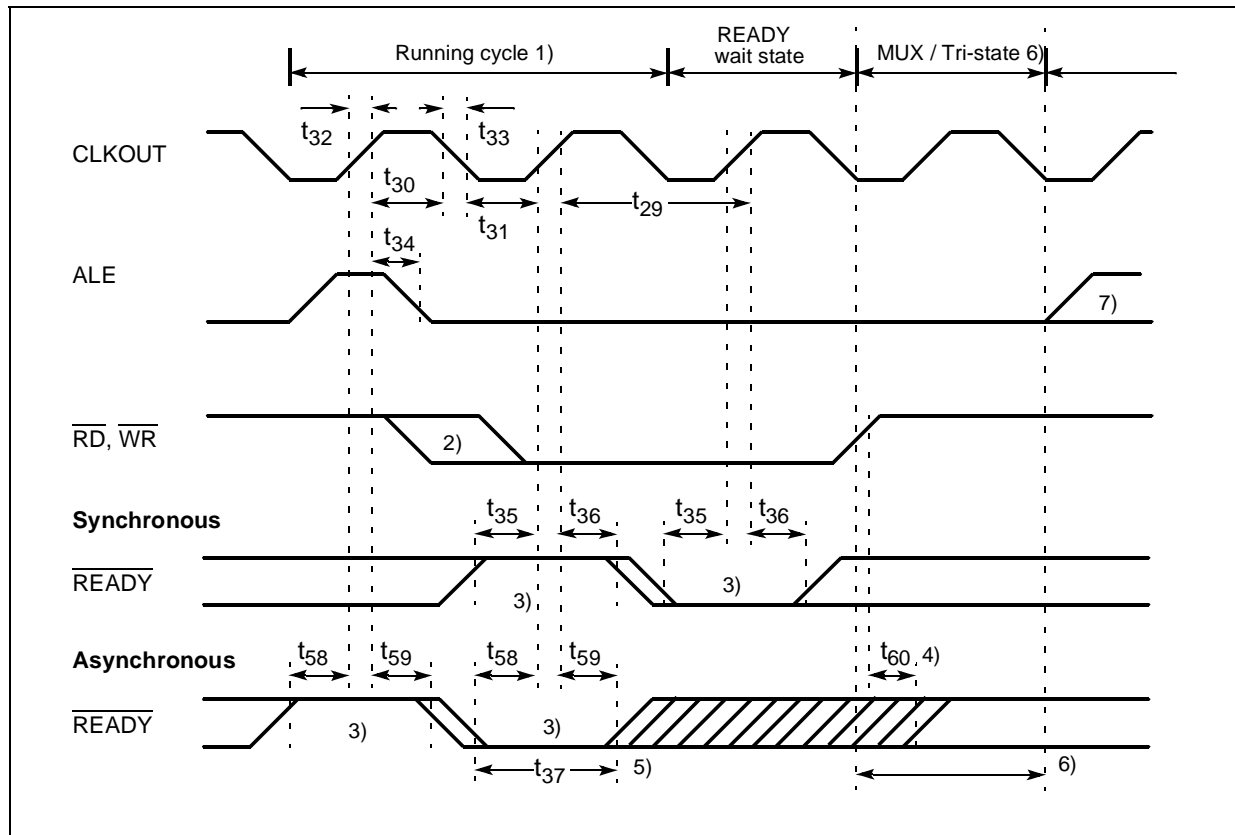 Running cycle 1)
READY
wait state
MUX / Tri-state 6)
CLKOUT
t32
t33
t30
t31
t29
t34
ALE
7)
RD, WR
2)
Synchronous
t35
t36
t35
t36
READY
3)
3)
Asynchronous
t58
t59
t58
t59
t60
4)
READY
3)
3)
t37
5)
6)